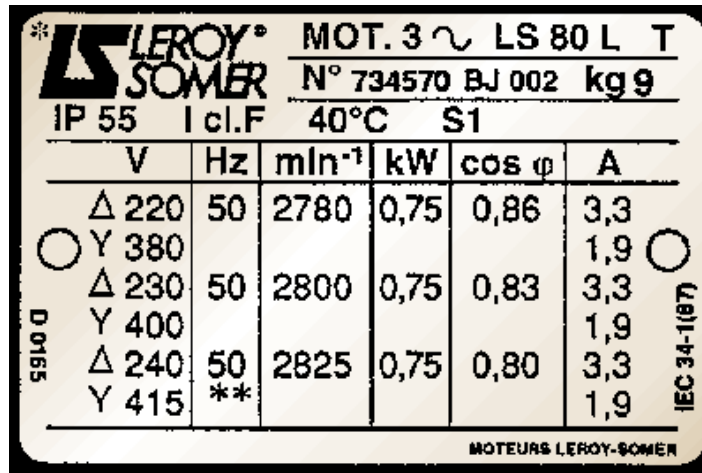 * LS LEROY® MOT. 3 ∿ LS 80 L T
SOMER N° 734570 BJ 002 kg 9
IP 55 I cl.F 40°C S1
V Hz min-1 kW cos φ A
Δ 220 50 2780 0,75 0,86 3,3
Y 380 1,9
Δ 230 50 2800 0,75 0,83 3,3
Y 400 1,9
Δ 240 50 2825 0,75 0,80 3,3
Y 415 ** 1,9
D 0165
IEC 34-1(87)
MOTEURS LEROY-SOMER